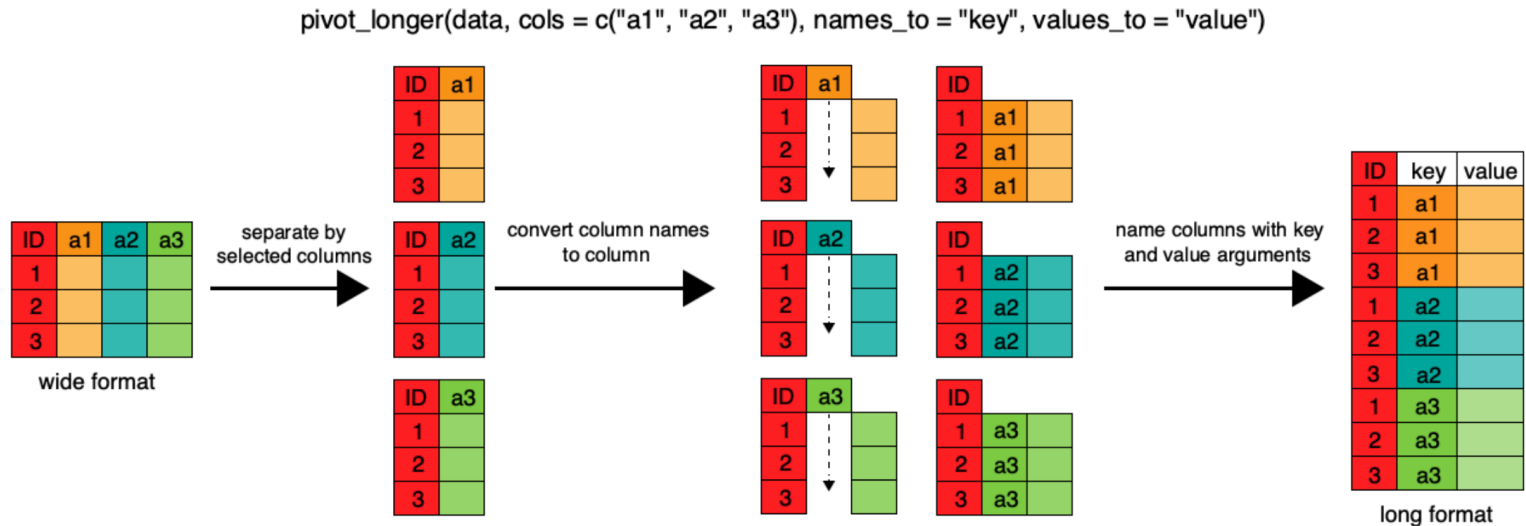 pivot_longer(data, cols = c("a1", "a2", "a3"), names_to = "key", values_to = "value")
ID a1 a2 a3
1
2
3
wide format
separate by
selected columns
ID a1
1
2
3
ID a2
1
2
3
ID a3
1
2
3
convert column names
to column
ID a1
1
2
3
ID a2
1
2
3
ID a3
1
2
3
ID
1 a1
2 a1
3 a1
ID
1 a2
2 a2
3 a2
ID
1 a3
2 a3
3 a3
name columns with key
and value arguments
ID key value
1 a1
2 a1
3 a1
1 a2
2 a2
3 a2
1 a3
2 a3
3 a3
long format